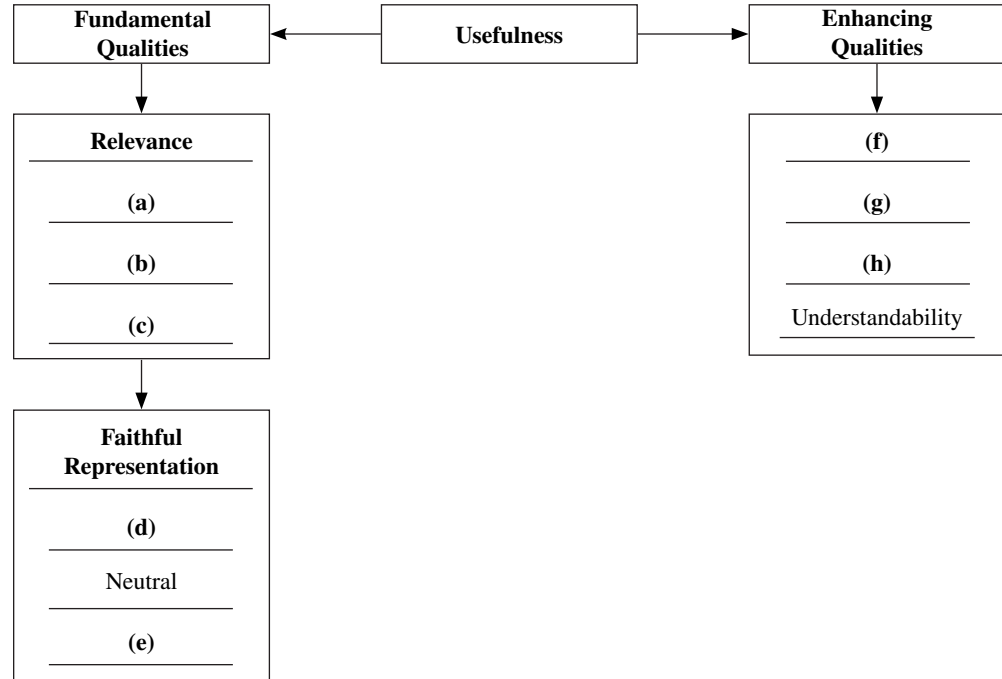 Fundamental
Qualities
Usefulness
Enhancing
Qualities
Relevance
(a)
(b)
(c)
Faithful
Representation
(d)
Neutral
(e)
(f)
(g)
(h)
Understandability